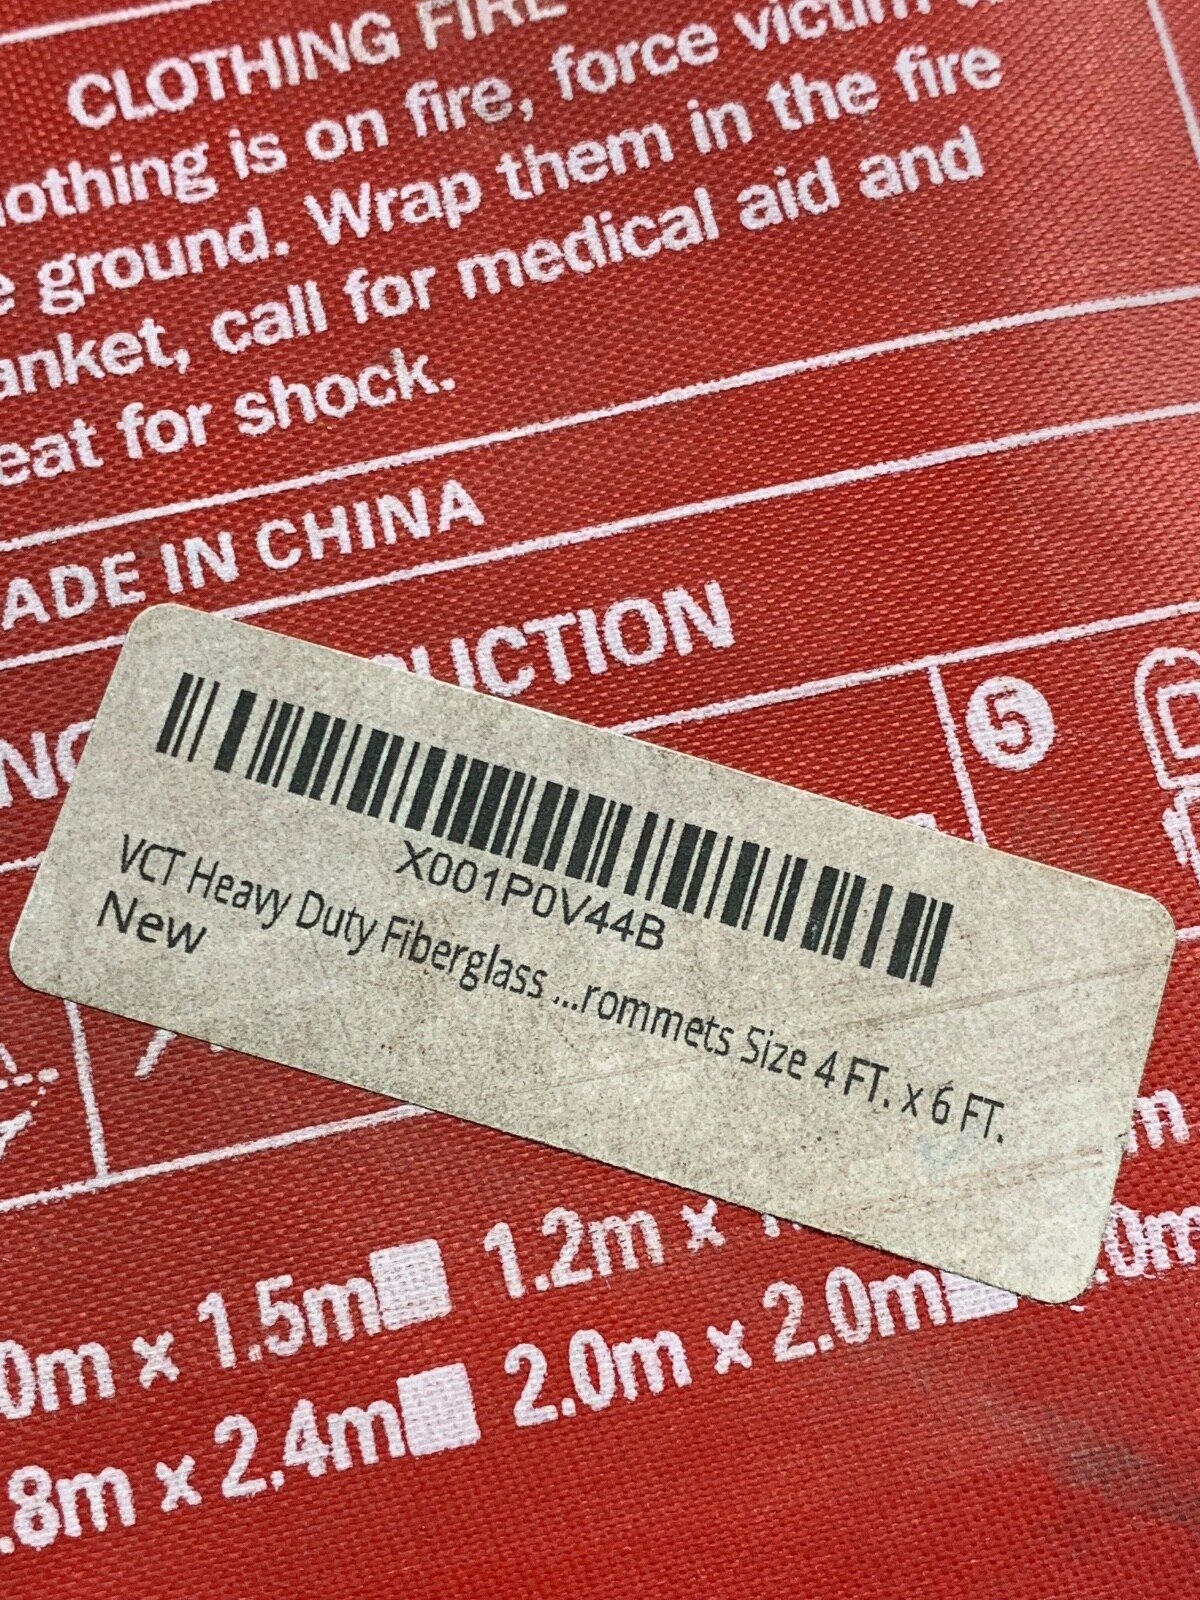 CLOTHING FIRE
lothing is on fire, force victim
ground. Wrap them in the fire
anket, call for medical aid and
eat for shock.
ADE IN CHINA
UCTION
5
X001P0V44B
VCT Heavy Duty Fiberglass ...rommets Size 4 FT. x 6 FT.
New
0m x 1.5m■ 1.2m x
.8m x 2.4m■ 2.0m x 2.0m■ .0m